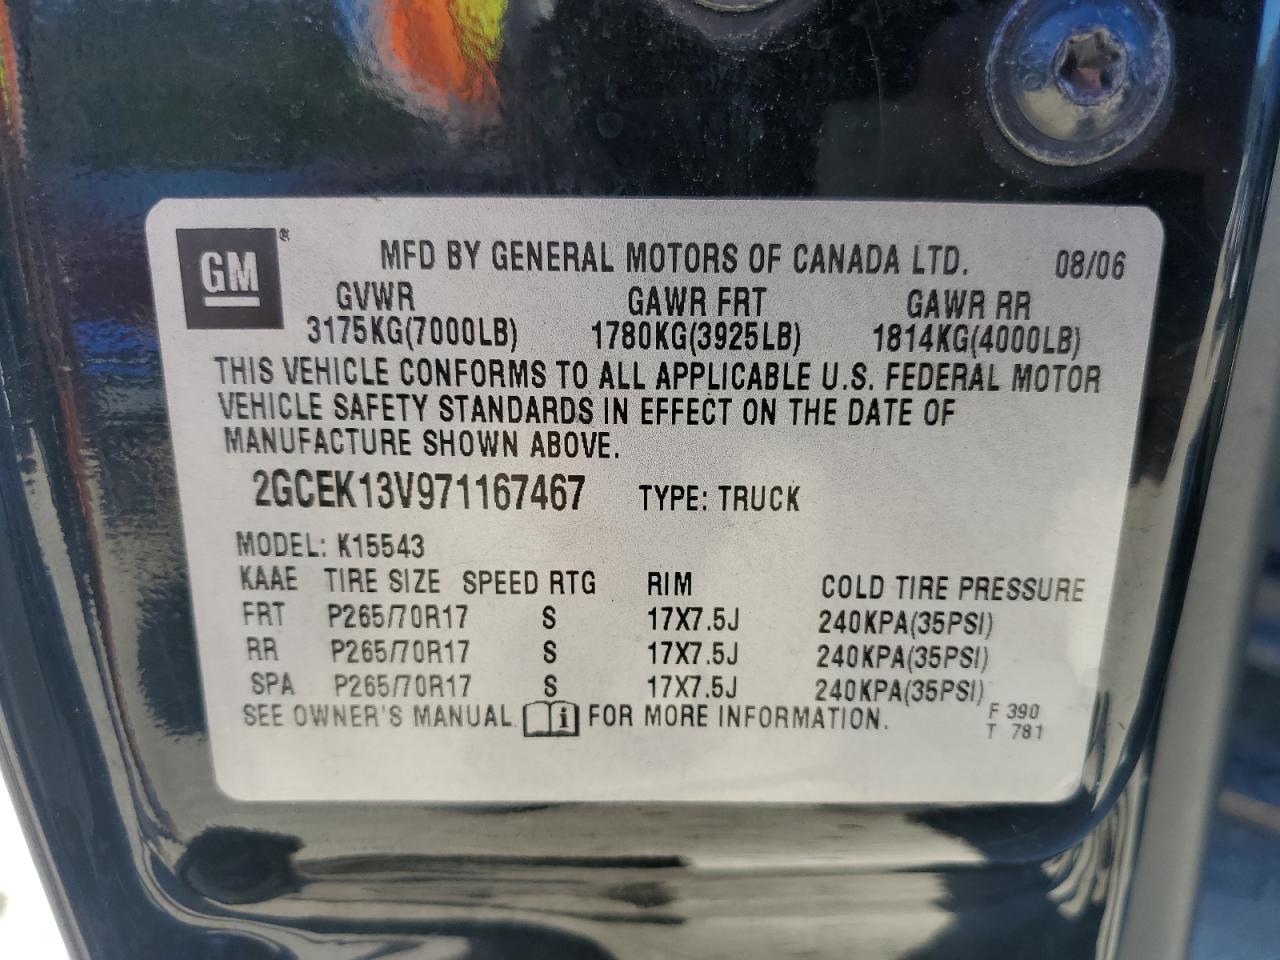 GM ®
MFD BY GENERAL MOTORS OF CANADA LTD. 08/06
GVWR GAWR FRT GAWR RR
3175KG(7000LB) 1780KG(3925LB) 1814KG(4000LB)
THIS VEHICLE CONFORMS TO ALL APPLICABLE U.S. FEDERAL MOTOR
VEHICLE SAFETY STANDARDS IN EFFECT ON THE DATE OF
MANUFACTURE SHOWN ABOVE.
2GCEK13V971167467 TYPE: TRUCK
MODEL: K15543
KAAE TIRE SIZE SPEED RTG RIM COLD TIRE PRESSURE
FRT P265/70R17 S 17X7.5J 240KPA(35PSI)
RR P265/70R17 S 17X7.5J 240KPA(35PSI)
SPA P265/70R17 S 17X7.5J 240KPA(35PSI)
SEE OWNER'S MANUAL i FOR MORE INFORMATION. F 390
T 781